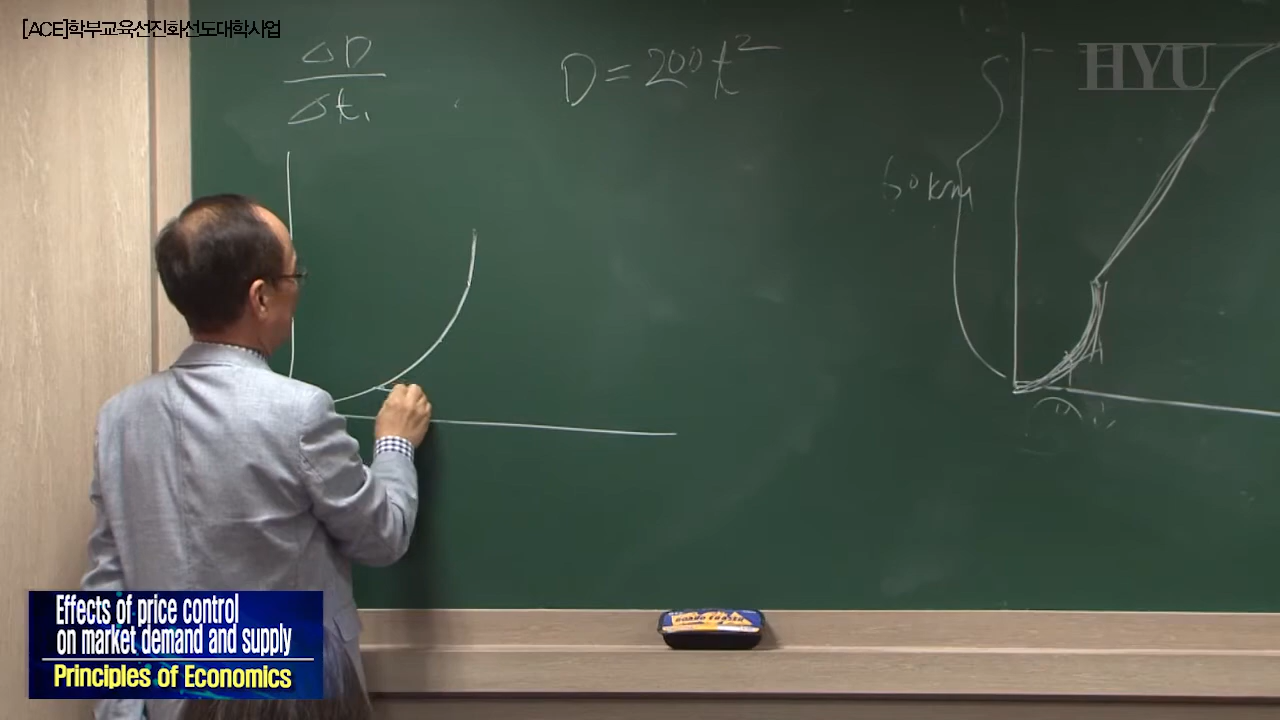 [ACE]학부교육선진화선도대학사업
ΔD
Δt₁
D = 200t²
HYU
60km
Effects of price control
on market demand and supply
Principles of Economics